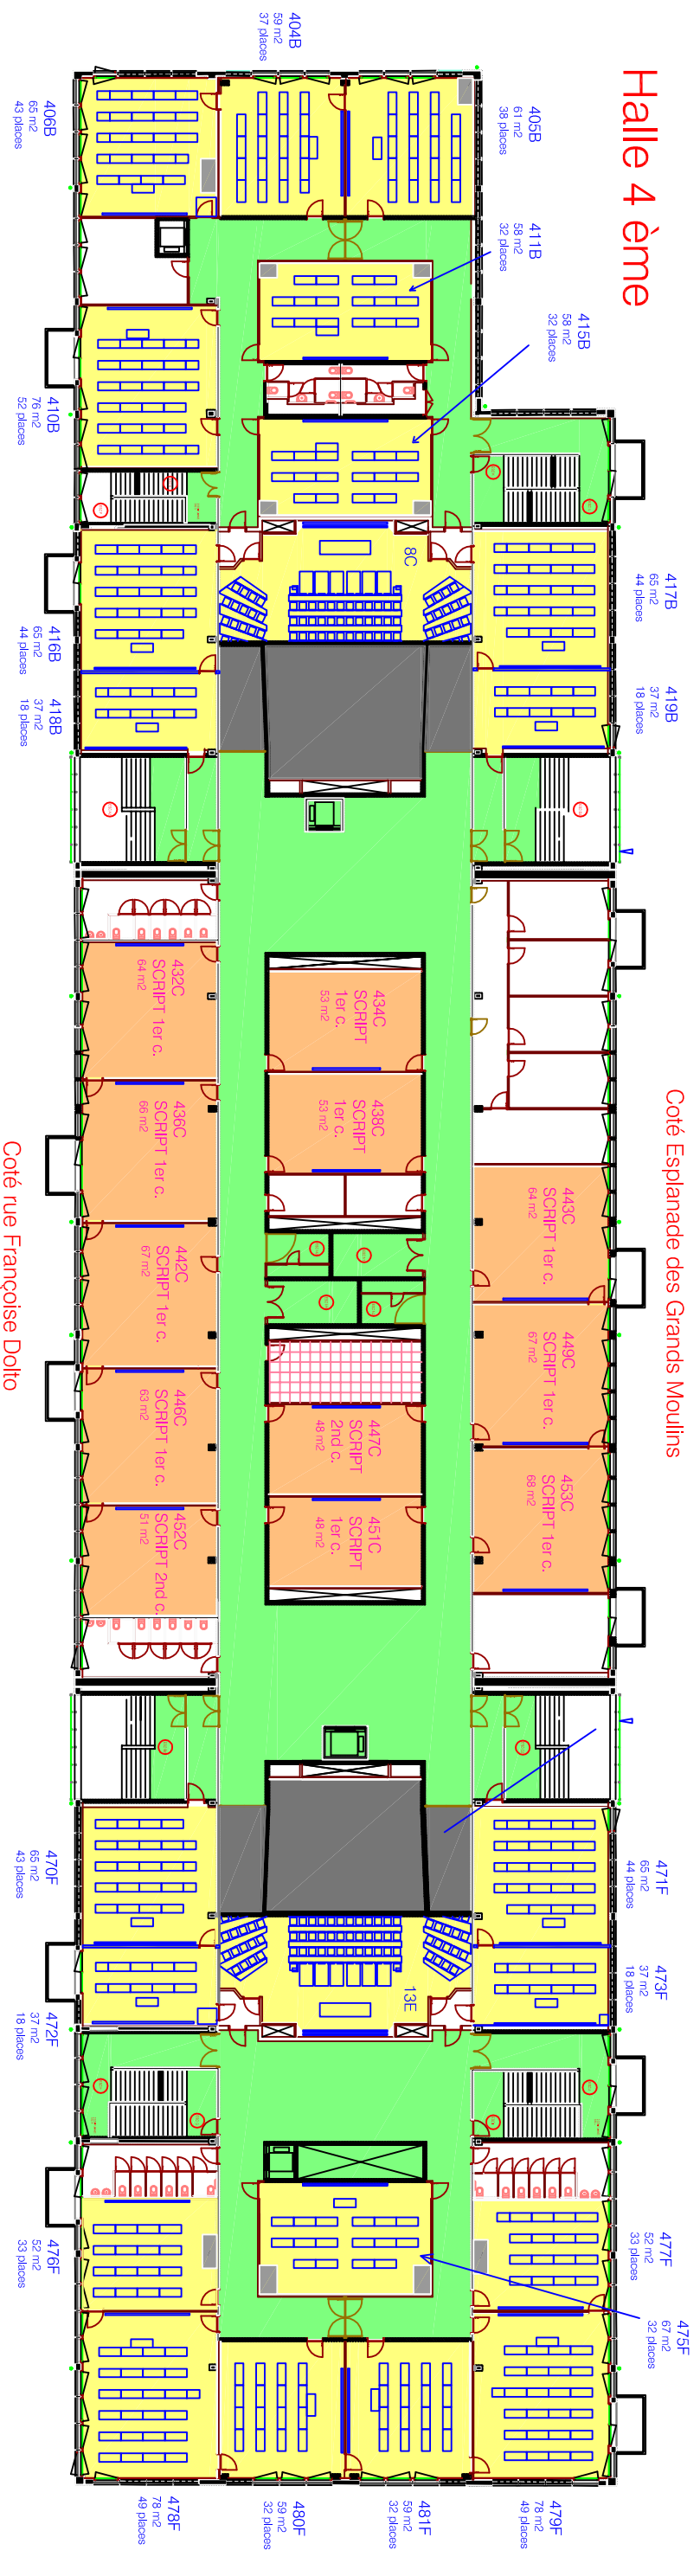 Halle 4 ème
404B
59 m2
37 places
405B
61 m2
38 places
406B
65 m2
43 places
411B
58 m2
32 places
415B
58 m2
32 places
410B
76 m2
52 places
8C
417B
65 m2
44 places
416B
65 m2
44 places
419B
37 m2
18 places
418B
37 m2
18 places
Coté Esplanade des Grands Moulins
Coté rue Françoise Dolto
432C
SCRIPT 1er c.
64 m2
434C
SCRIPT
1er c.
53 m2
436C
SCRIPT 1er c.
66 m2
438C
SCRIPT
1er c.
53 m2
443C
SCRIPT 1er c.
64 m2
442C
SCRIPT 1er c.
67 m2
449C
SCRIPT 1er c.
67 m2
446C
SCRIPT 1er c.
63 m2
447C
SCRIPT
2nd c.
48 m2
453C
SCRIPT 1er c.
68 m2
452C
SCRIPT 2nd c.
51 m2
451C
SCRIPT
1er c.
48 m2
471F
65 m2
44 places
470F
65 m2
43 places
473F
37 m2
18 places
13E
472F
37 m2
18 places
477F
52 m2
33 places
476F
52 m2
33 places
475F
67 m2
32 places
478F
78 m2
49 places
480F
59 m2
32 places
481F
59 m2
32 places
479F
78 m2
49 places